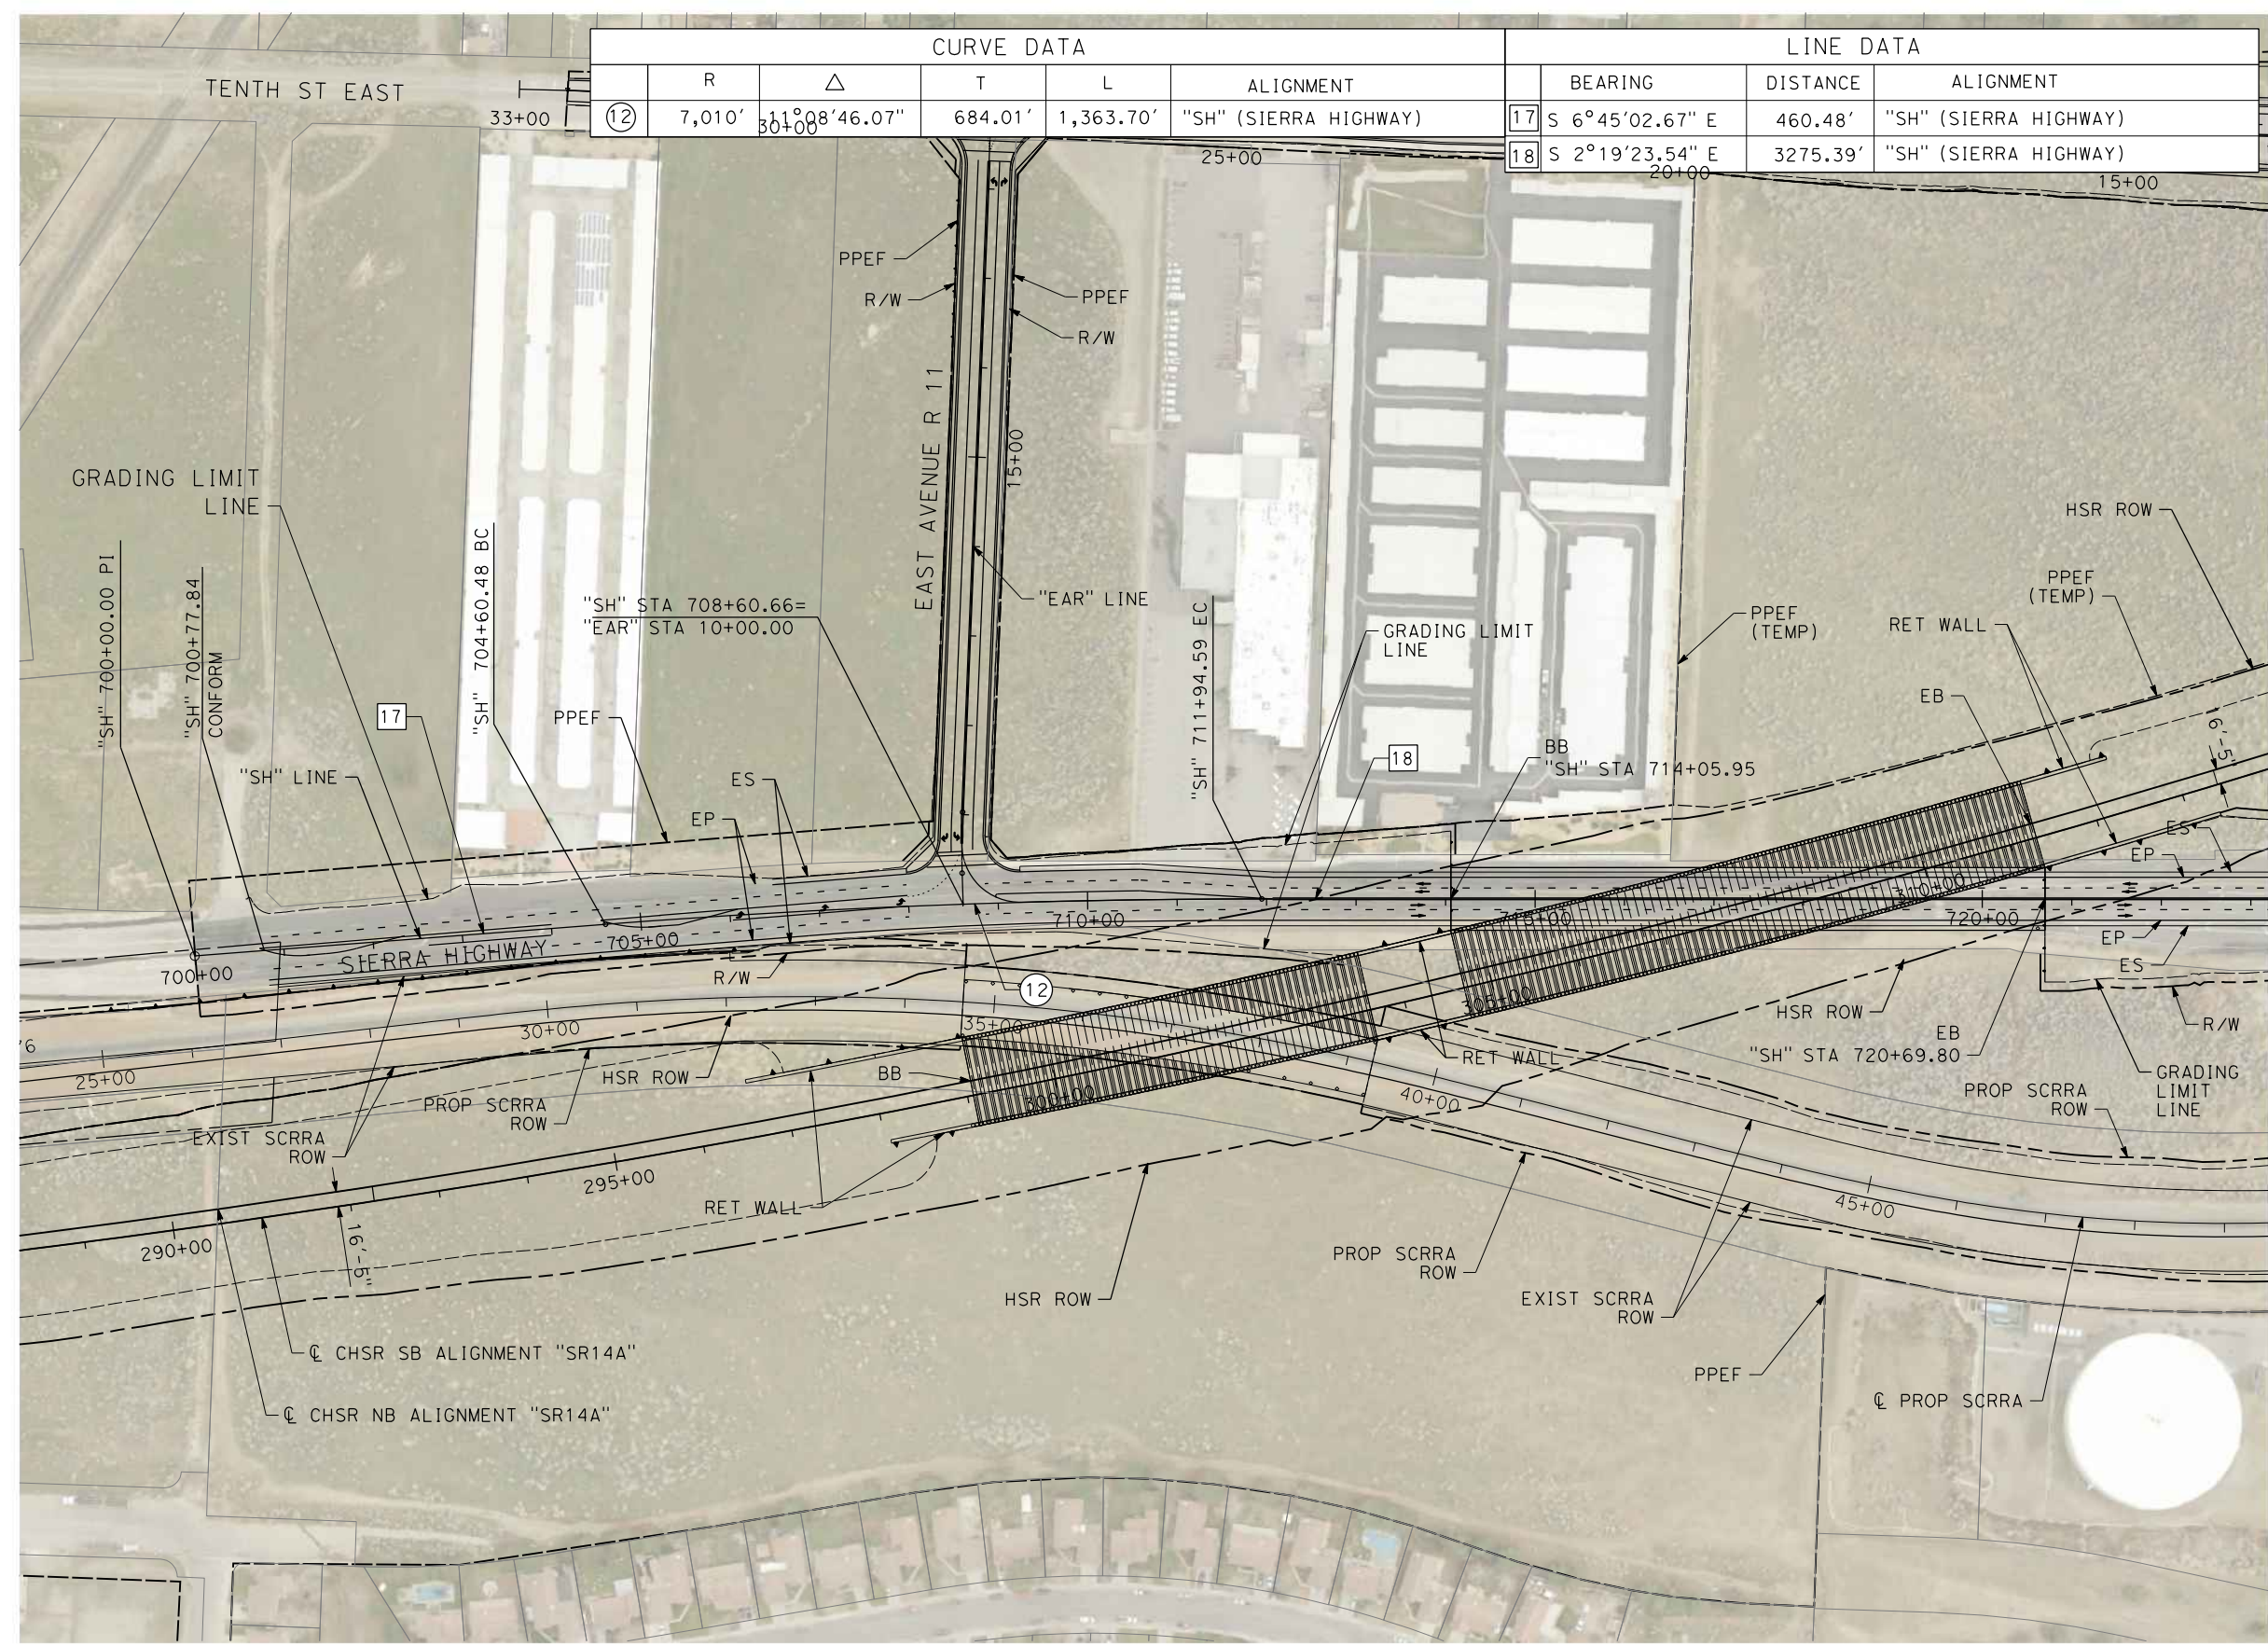 CURVE DATA
LINE DATA
R △ T L ALIGNMENT
BEARING DISTANCE ALIGNMENT
12 7,010' 11°08'46.07" 684.01' 1,363.70' "SH" (SIERRA HIGHWAY)
17 S 6°45'02.67" E 460.48' "SH" (SIERRA HIGHWAY)
18 S 2°19'23.54" E 3275.39' "SH" (SIERRA HIGHWAY)
TENTH ST EAST
33+00
30+00
25+00
20+00
15+00
PPEF
R/W
PPEF
R/W
EAST AVENUE R 11
15+00
GRADING LIMIT
LINE
"SH" 700+00.00 PI
"SH" 700+77.84
CONFORM
"SH" 704+60.48 BC
"SH" STA 708+60.66=
"EAR" STA 10+00.00
"EAR" LINE
"SH" 711+94.59 EC
GRADING LIMIT
LINE
PPEF
(TEMP)
HSR ROW
PPEF
(TEMP)
RET WALL
EB
17
PPEF
"SH" LINE
ES
EP
18
BB
"SH" STA 714+05.95
16'-5"
ES
EP
700+00
SIERRA HIGHWAY
705+00
710+00
715+00
310+00
720+00
EP
ES
R/W
12
35+00
305+00
HSR ROW
R/W
EB
"SH" STA 720+69.80
30+00
25+00
HSR ROW
BB
300+00
RET WALL
40+00
GRADING
LIMIT
LINE
PROP SCRRA
ROW
PROP SCRRA
ROW
EXIST SCRRA
ROW
295+00
RET WALL
45+00
290+00
16'-5"
HSR ROW
PROP SCRRA
ROW
EXIST SCRRA
ROW
PPEF
℄ PROP SCRRA
℄ CHSR SB ALIGNMENT "SR14A"
℄ CHSR NB ALIGNMENT "SR14A"